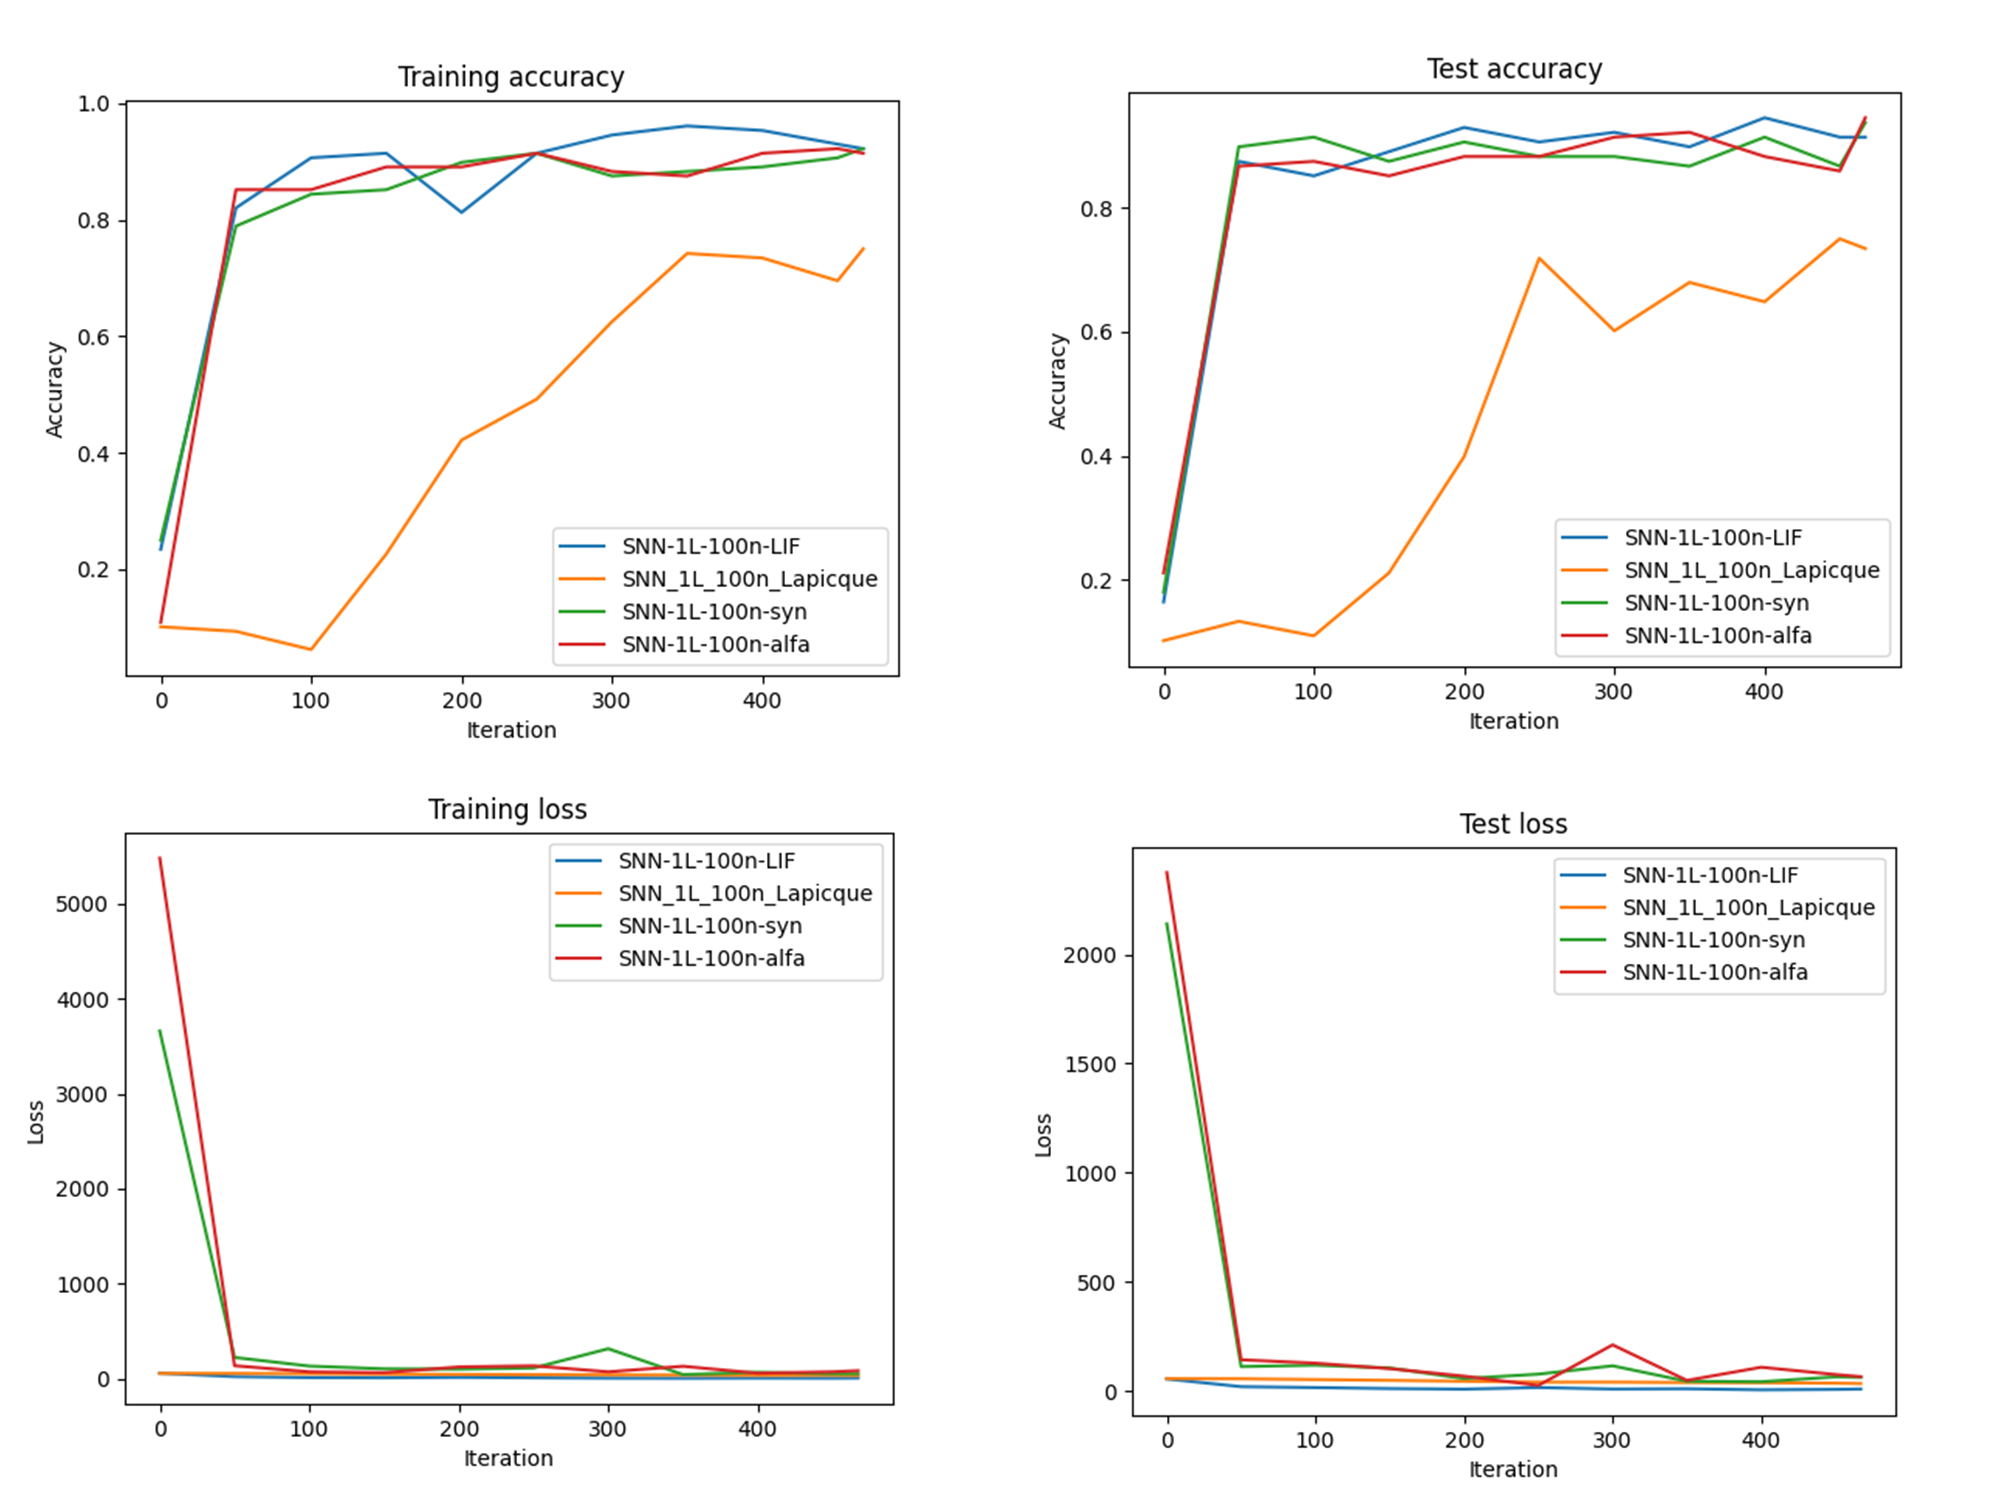 Training accuracy
1.0
0.8
0.6
0.4
0.2
Accuracy
SNN-1L-100n-LIF
SNN_1L_100n_Lapicque
SNN-1L-100n-syn
SNN-1L-100n-alfa
0 100 200 300 400
Iteration
Test accuracy
0.8
0.6
0.4
0.2
Accuracy
SNN-1L-100n-LIF
SNN_1L_100n_Lapicque
SNN-1L-100n-syn
SNN-1L-100n-alfa
0 100 200 300 400
Iteration
Training loss
5000
4000
3000
2000
1000
0
Loss
SNN-1L-100n-LIF
SNN_1L_100n_Lapicque
SNN-1L-100n-syn
SNN-1L-100n-alfa
0 100 200 300 400
Iteration
Test loss
2000
1500
1000
500
0
Loss
SNN-1L-100n-LIF
SNN_1L_100n_Lapicque
SNN-1L-100n-syn
SNN-1L-100n-alfa
0 100 200 300 400
Iteration